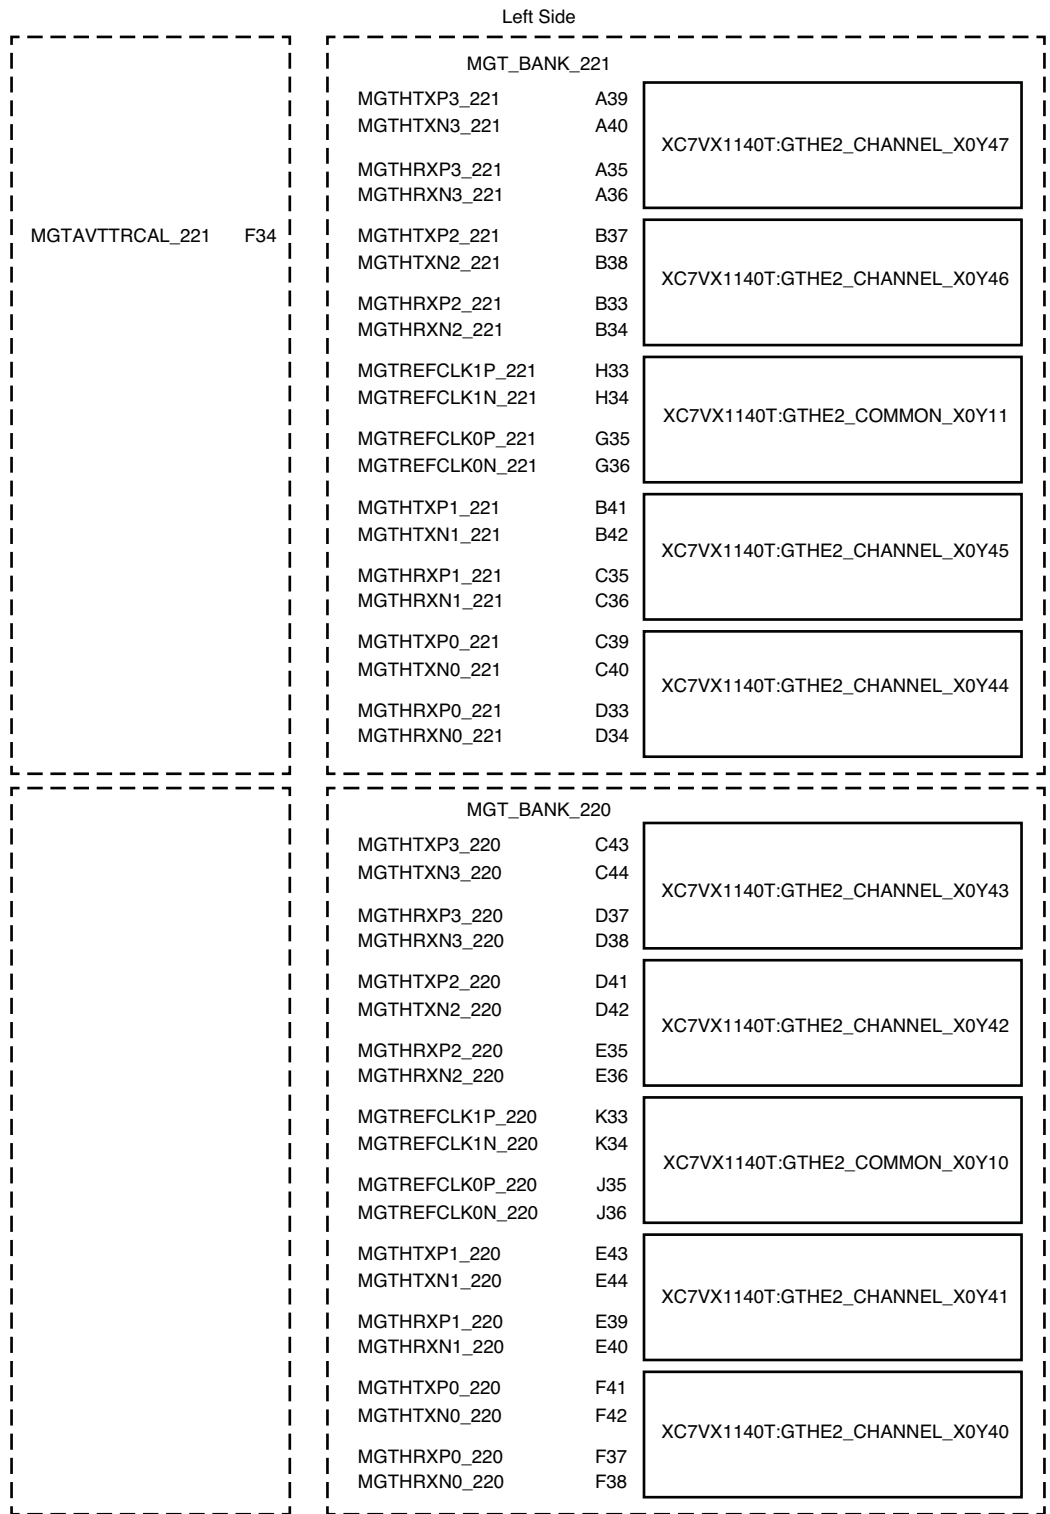 Left Side
MGT_BANK_221
MGTHTXP3_221 A39
MGTHTXN3_221 A40
XC7VX1140T:GTHE2_CHANNEL_X0Y47
MGTHRXP3_221 A35
MGTHRXN3_221 A36
MGTAVTTRCAL_221 F34
MGTHTXP2_221 B37
MGTHTXN2_221 B38
XC7VX1140T:GTHE2_CHANNEL_X0Y46
MGTHRXP2_221 B33
MGTHRXN2_221 B34
MGTREFCLK1P_221 H33
MGTREFCLK1N_221 H34
XC7VX1140T:GTHE2_COMMON_X0Y11
MGTREFCLK0P_221 G35
MGTREFCLK0N_221 G36
MGTHTXP1_221 B41
MGTHTXN1_221 B42
XC7VX1140T:GTHE2_CHANNEL_X0Y45
MGTHRXP1_221 C35
MGTHRXN1_221 C36
MGTHTXP0_221 C39
MGTHTXN0_221 C40
XC7VX1140T:GTHE2_CHANNEL_X0Y44
MGTHRXP0_221 D33
MGTHRXN0_221 D34
MGT_BANK_220
MGTHTXP3_220 C43
MGTHTXN3_220 C44
XC7VX1140T:GTHE2_CHANNEL_X0Y43
MGTHRXP3_220 D37
MGTHRXN3_220 D38
MGTHTXP2_220 D41
MGTHTXN2_220 D42
XC7VX1140T:GTHE2_CHANNEL_X0Y42
MGTHRXP2_220 E35
MGTHRXN2_220 E36
MGTREFCLK1P_220 K33
MGTREFCLK1N_220 K34
XC7VX1140T:GTHE2_COMMON_X0Y10
MGTREFCLK0P_220 J35
MGTREFCLK0N_220 J36
MGTHTXP1_220 E43
MGTHTXN1_220 E44
XC7VX1140T:GTHE2_CHANNEL_X0Y41
MGTHRXP1_220 E39
MGTHRXN1_220 E40
MGTHTXP0_220 F41
MGTHTXN0_220 F42
XC7VX1140T:GTHE2_CHANNEL_X0Y40
MGTHRXP0_220 F37
MGTHRXN0_220 F38